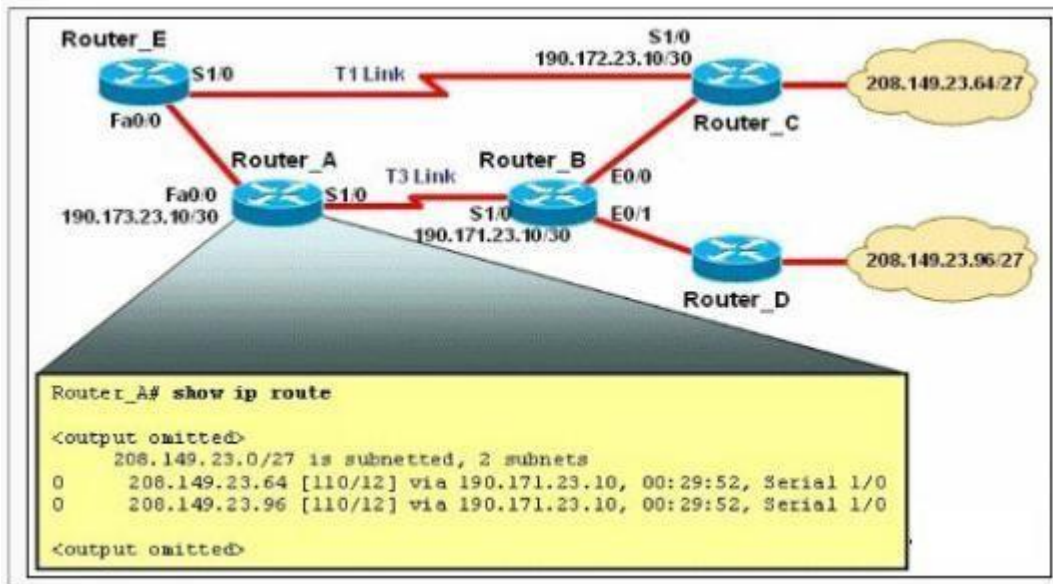 Router_E
S1/0
T1 Link
Fa0/0
S1/0
190.172.23.10/30
Router_C
208.149.23.64/27
Router_A
Fa0/0
190.173.23.10/30
S1/0
T3 Link
Router_B
S1/0
190.171.23.10/30
E0/0
E0/1
Router_D
208.149.23.96/27
Router_A# show ip route
<output omitted>
208.149.23.0/27 is subnetted, 2 subnets
O 208.149.23.64 [110/12] via 190.171.23.10, 00:29:52, Serial 1/0
O 208.149.23.96 [110/12] via 190.171.23.10, 00:29:52, Serial 1/0
<output omitted>